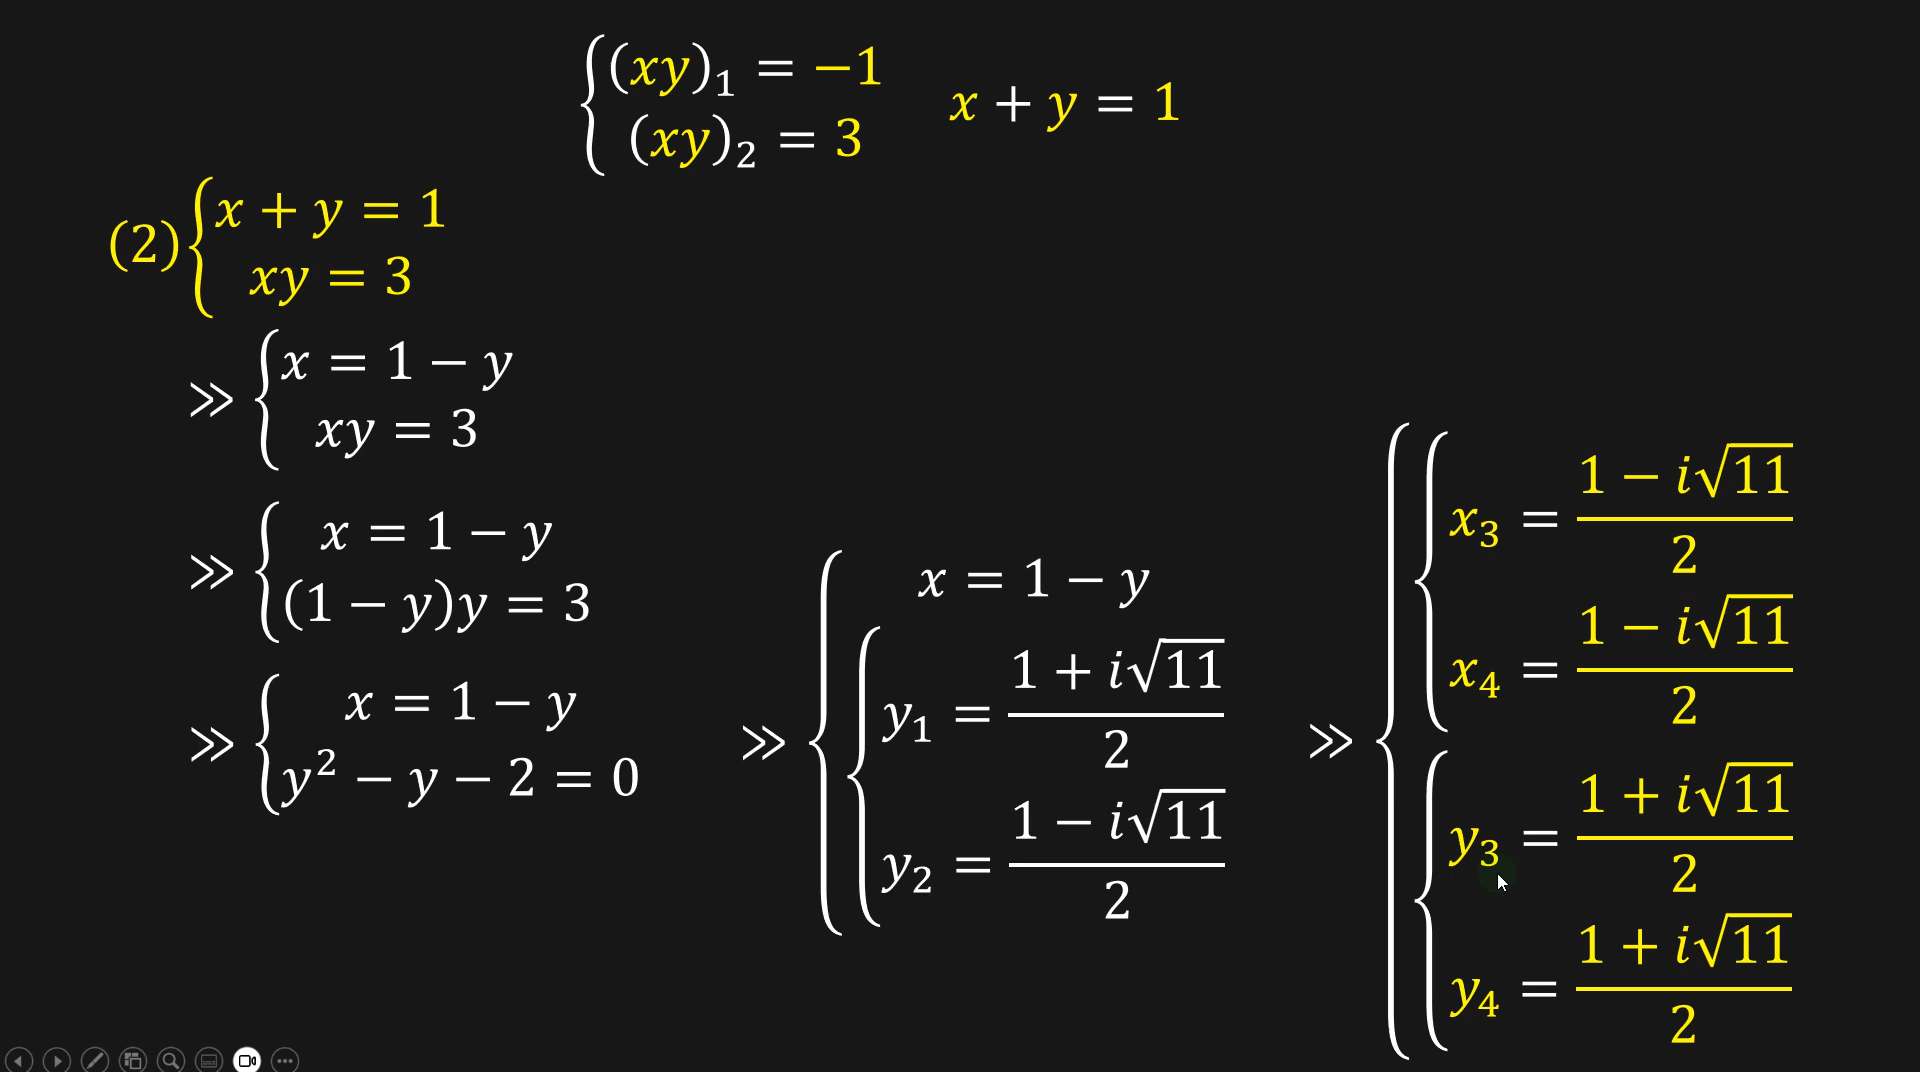 {(xy)₁ = −1
(xy)₂ = 3
x + y = 1
(2){x + y = 1
xy = 3
≫ {x = 1 − y
xy = 3
≫ {x = 1 − y
(1 − y)y = 3
≫ {x = 1 − y
y² − y − 2 = 0
≫ {x = 1 − y
{y₁ = (1 + i√11)/2
y₂ = (1 − i√11)/2
≫ {{x₃ = (1 − i√11)/2
x₄ = (1 − i√11)/2
{y₃ = (1 + i√11)/2
y₄ = (1 + i√11)/2